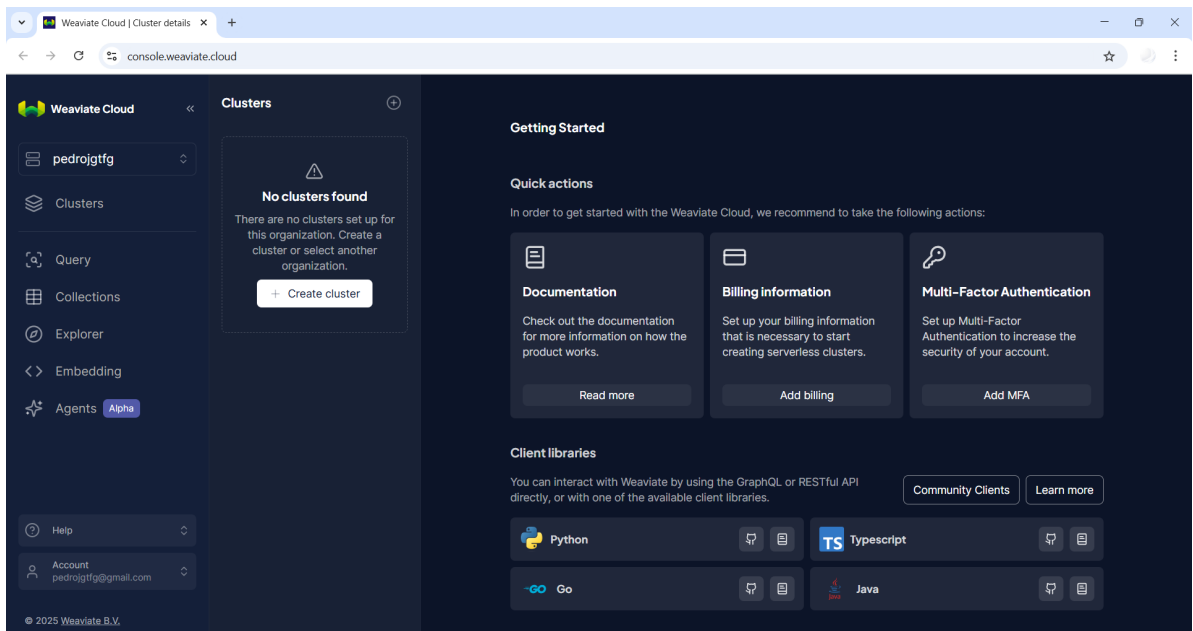 Weaviate Cloud | Cluster details
console.weaviate.cloud
Weaviate Cloud
pedrojgtfg
Clusters
Query
Collections
Explorer
Embedding
Agents Alpha
Help
Account
pedrojgtfg@gmail.com
© 2025 Weaviate B.V.
Clusters
No clusters found
There are no clusters set up for
this organization. Create a
cluster or select another
organization.
Create cluster
Getting Started
Quick actions
In order to get started with the Weaviate Cloud, we recommend to take the following actions:
Documentation
Check out the documentation
for more information on how the
product works.
Read more
Billing information
Set up your billing information
that is necessary to start
creating serverless clusters.
Add billing
Multi-Factor Authentication
Set up Multi-Factor
Authentication to increase the
security of your account.
Add MFA
Client libraries
You can interact with Weaviate by using the GraphQL or RESTful API
directly, or with one of the available client libraries.
Community Clients
Learn more
Python
TS Typescript
GO Go
Java Java